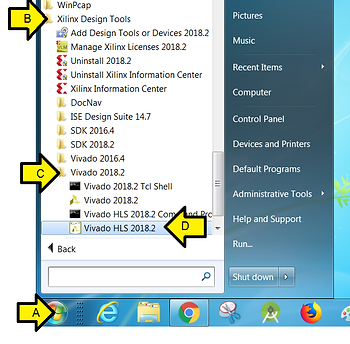 WinPcap
Xilinx Design Tools
Add Design Tools or Devices 2018.2
Manage Xilinx Licenses 2018.2
Uninstall 2018.2
Uninstall Xilinx Information Center
Xilinx Information Center
DocNav
ISE Design Suite 14.7
SDK 2016.4
SDK 2018.2
Vivado 2016.4
Vivado 2018.2
Vivado 2018.2 Tcl Shell
Vivado 2018.2
Vivado HLS 2018.2 Command Pro
Vivado HLS 2018.2
Back
Pictures
Music
Recent Items
Computer
Control Panel
Devices and Printers
Default Programs
Administrative Tools
Help and Support
Run...
Shut down
B
C
D
A